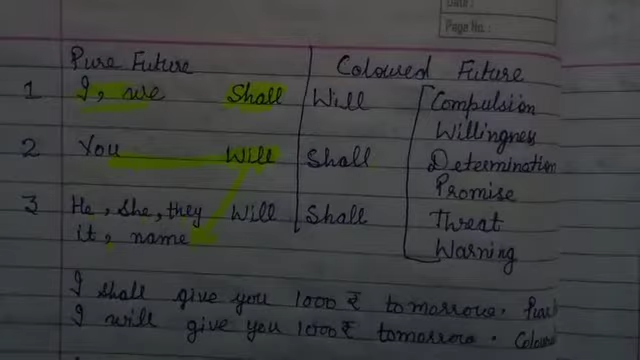 Date:
Page No.:
Pure Future Coloured Future
1 I, we Shall Will Compulsion
Willingness
2 You Will Shall Determination
Promise
3 He, She, they Will Shall Threat
it, name Warning
I shall give you 1000 ₹ tomorrow.
I will give you 1000 ₹ tomorrow.